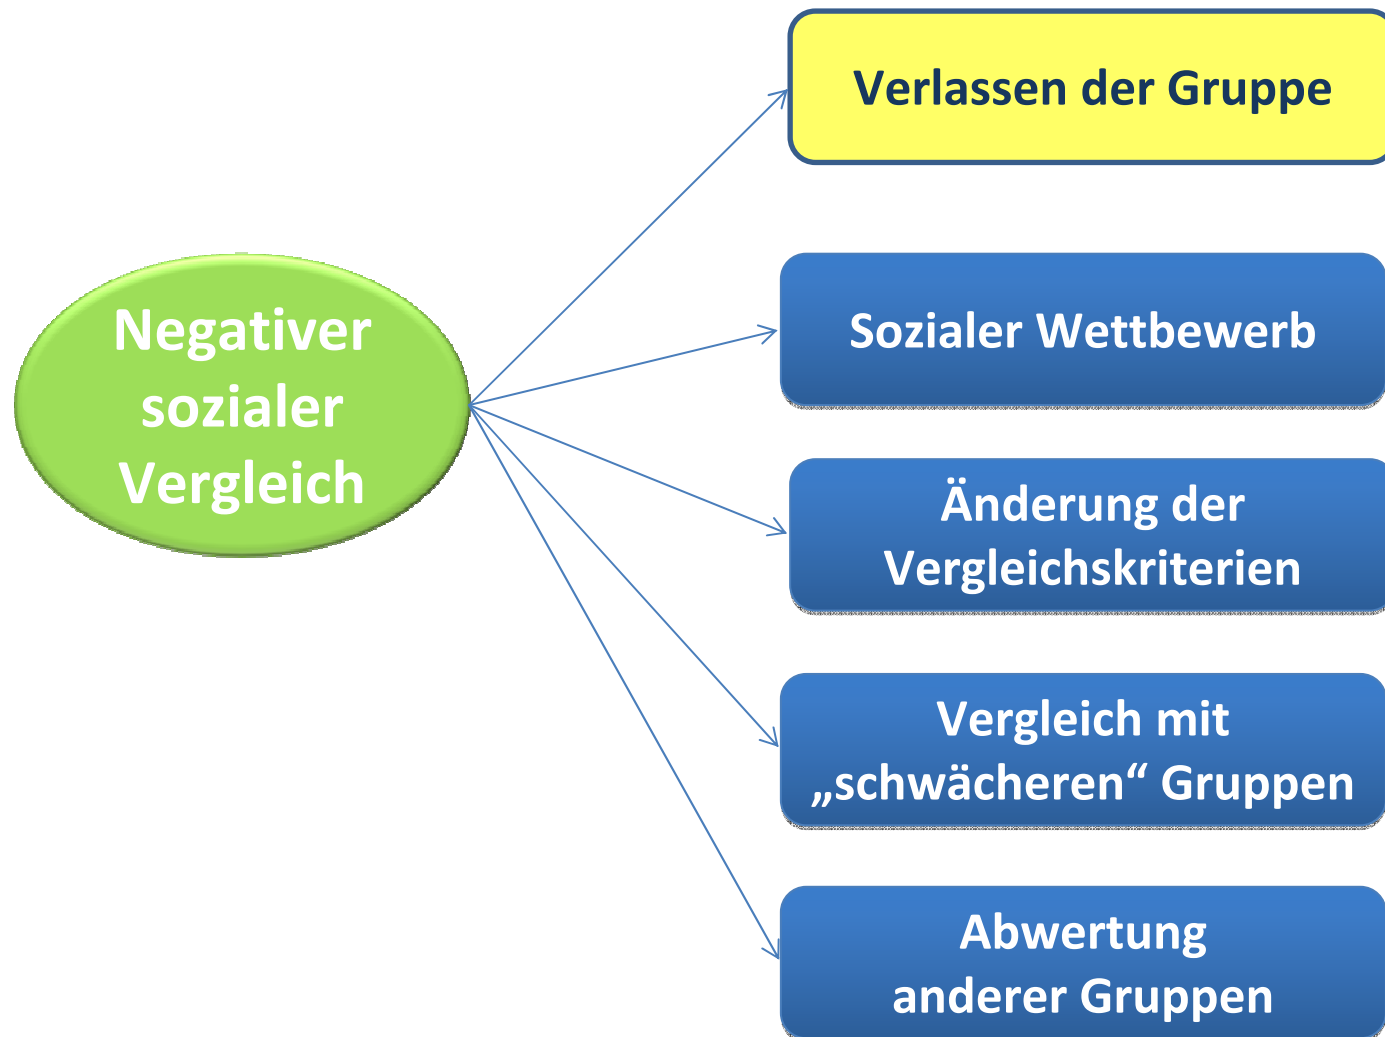 Verlassen der Gruppe
Negativer
sozialer
Vergleich
Sozialer Wettbewerb
Änderung der
Vergleichskriterien
Vergleich mit
„schwächeren“ Gruppen
Abwertung
anderer Gruppen